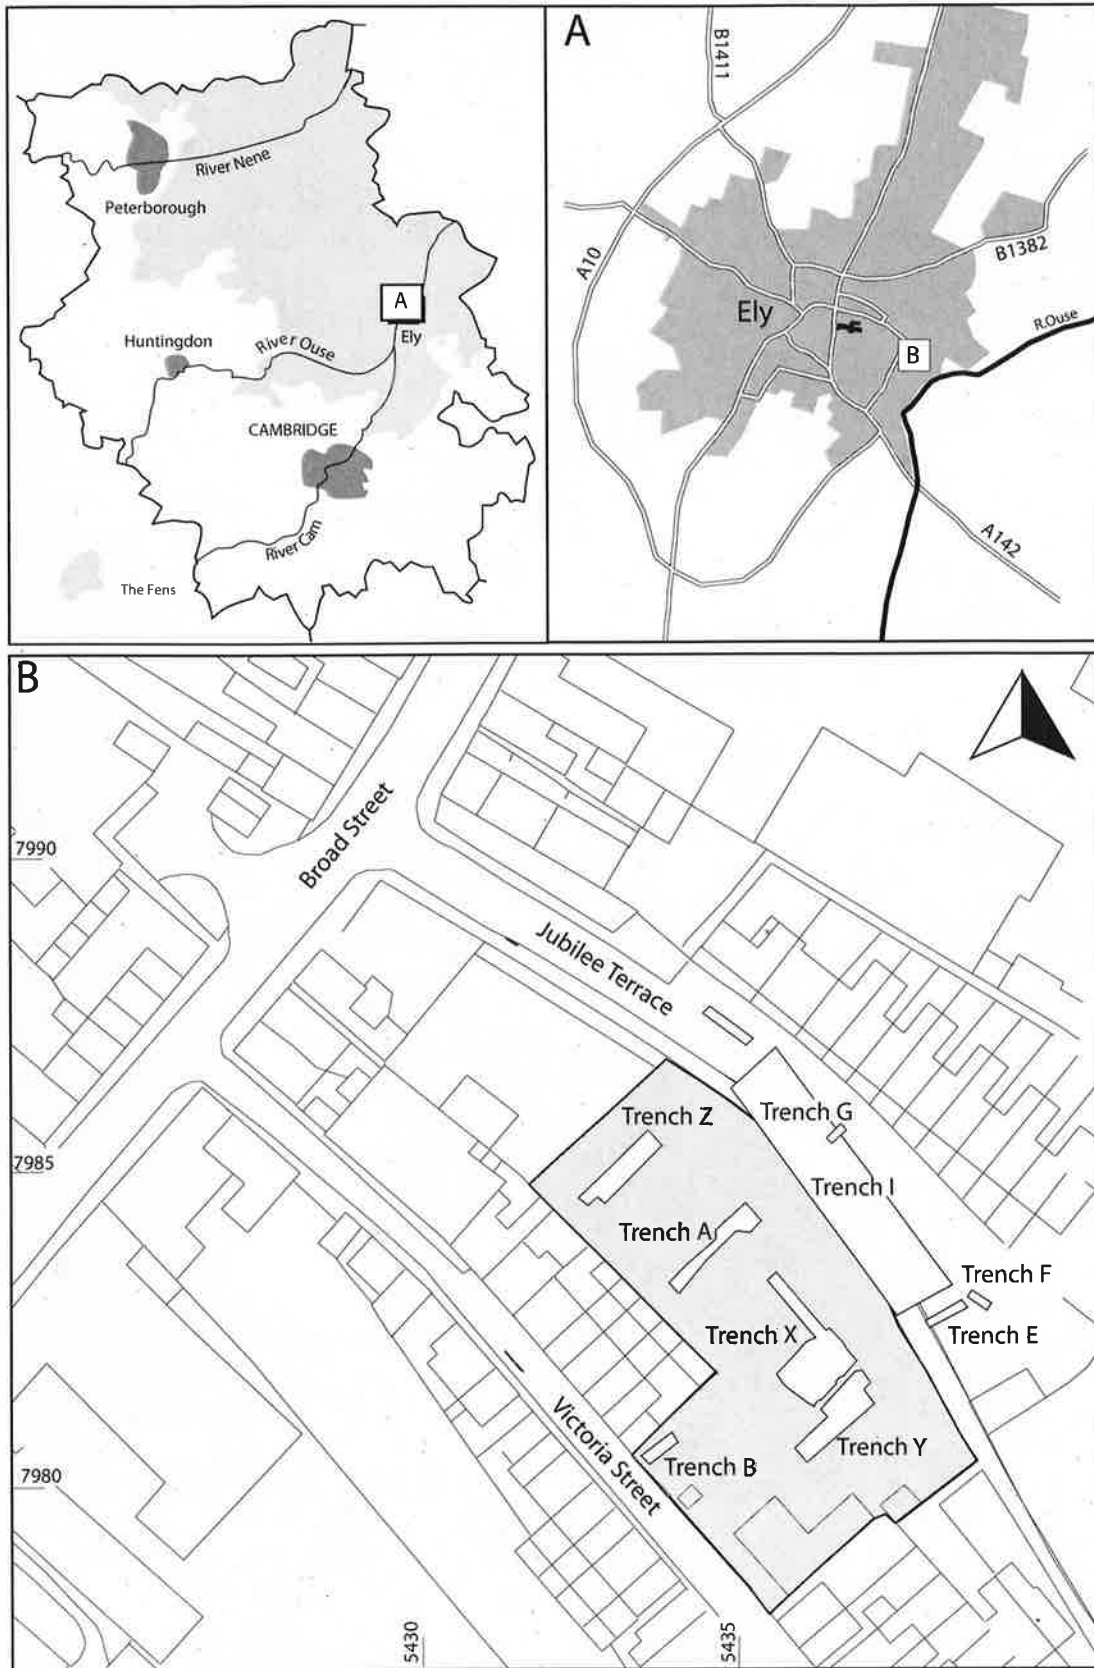 River Nene
Peterborough
A
Ely
River Ouse
Huntingdon
CAMBRIDGE
River Cam
The Fens
A
B1411
A10
B1382
Ely
R.Ouse
B
A142
B
7990
Broad Street
Jubilee Terrace
Trench Z
Trench G
7985
Trench I
Trench A
Trench F
Trench X
Trench E
Victoria Street
Trench Y
Trench B
7980
5430
5435